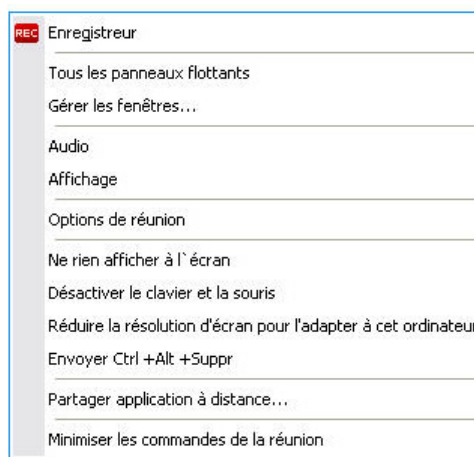 REC Enregistreur
Tous les panneaux flottants
Gérer les fenêtres...
Audio
Affichage
Options de réunion
Ne rien afficher à l`écran
Désactiver le clavier et la souris
Réduire la résolution d'écran pour l'adapter à cet ordinateur
Envoyer Ctrl +Alt +Suppr
Partager application à distance...
Minimiser les commandes de la réunion